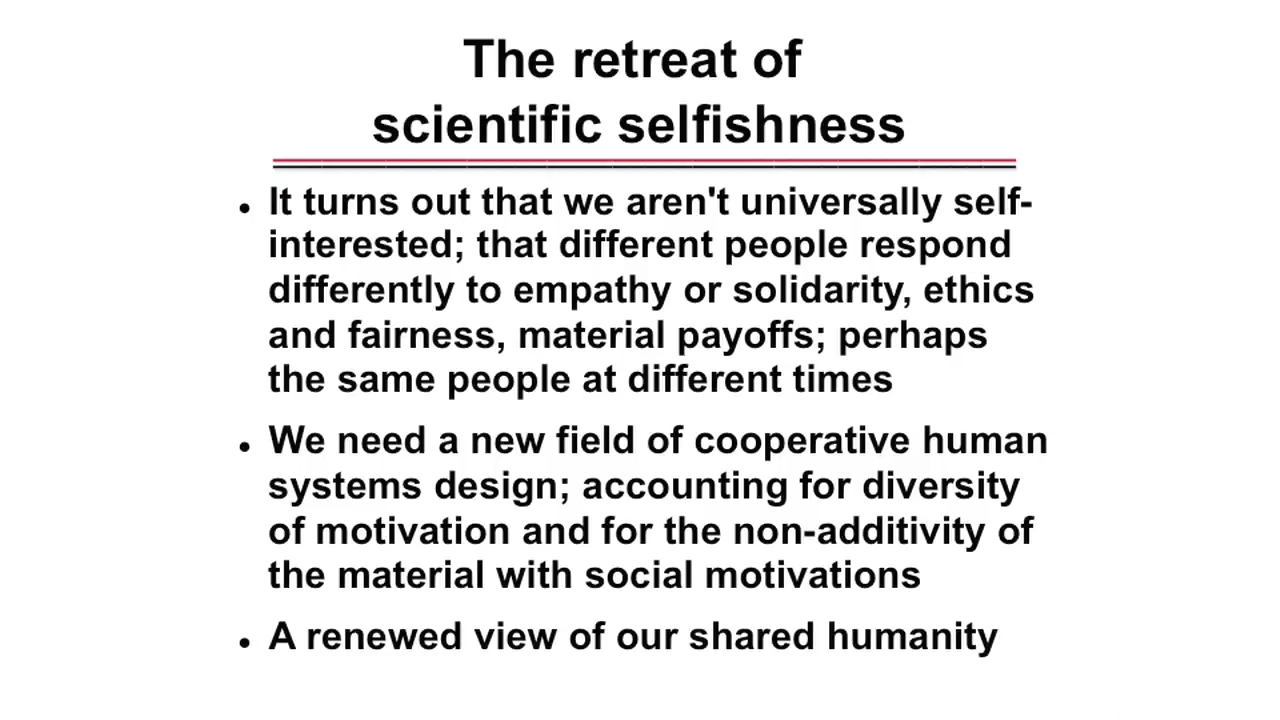 The retreat of
scientific selfishness
• It turns out that we aren't universally self-
interested; that different people respond
differently to empathy or solidarity, ethics
and fairness, material payoffs; perhaps
the same people at different times
• We need a new field of cooperative human
systems design; accounting for diversity
of motivation and for the non-additivity of
the material with social motivations
• A renewed view of our shared humanity